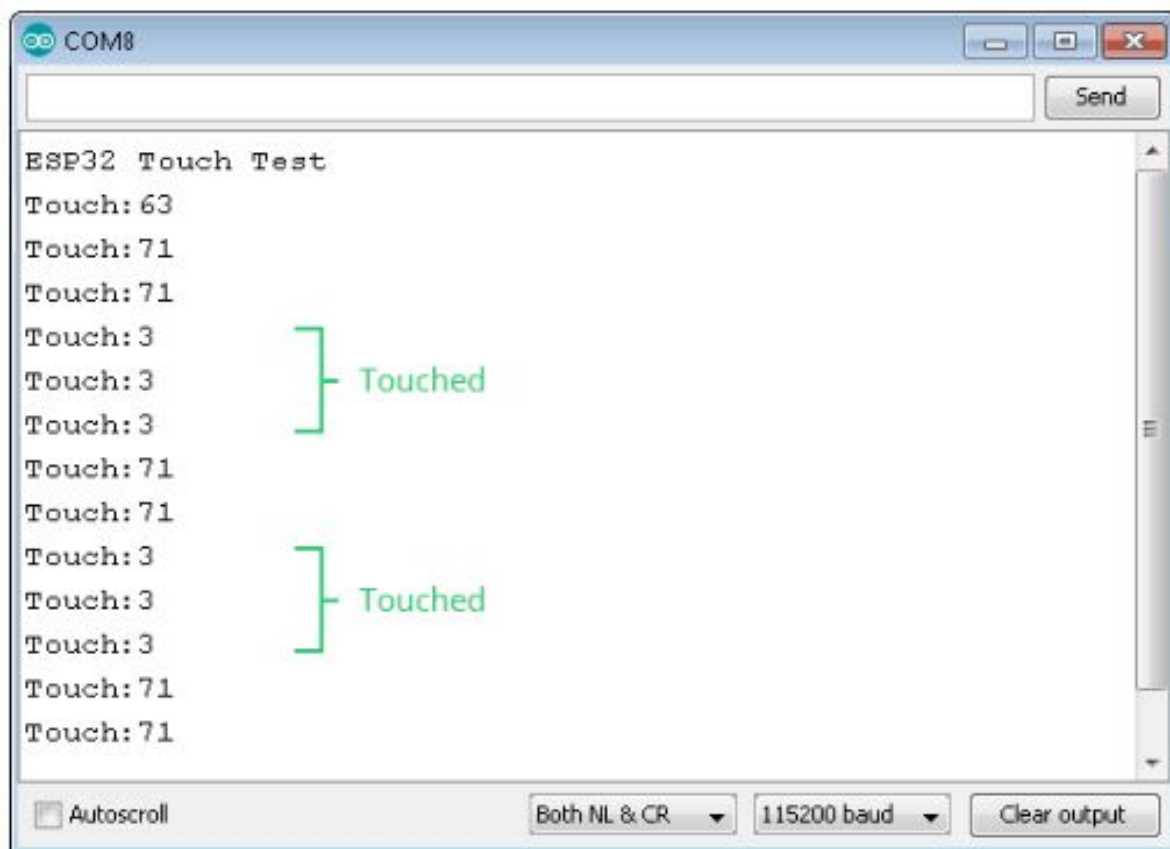 COM8
Send
ESP32 Touch Test
Touch:63
Touch:71
Touch:71
Touch:3
Touch:3
Touched
Touch:3
Touch:71
Touch:71
Touch:3
Touch:3
Touched
Touch:3
Touch:71
Touch:71
Autoscroll
Both NL & CR
115200 baud
Clear output